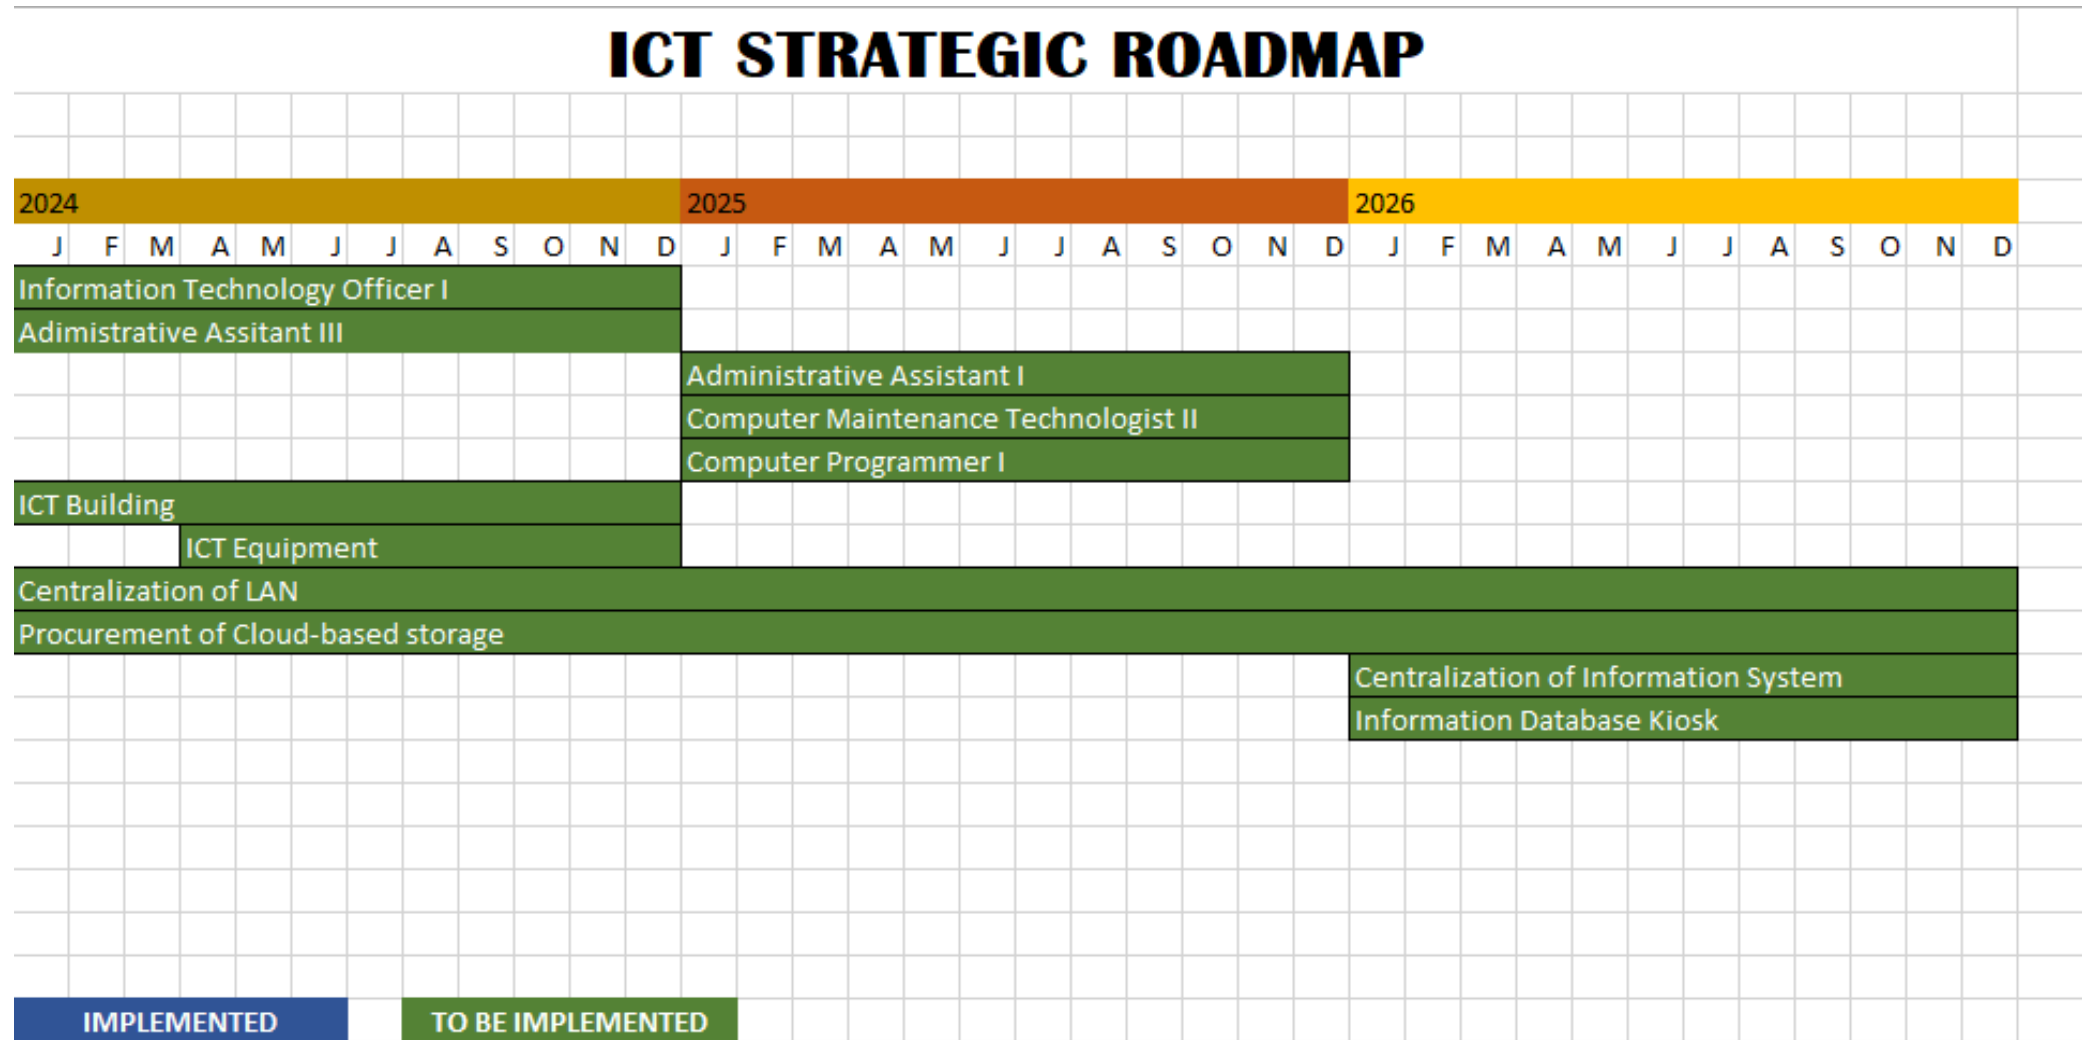 ICT STRATEGIC ROADMAP
2024 2025 2026
J F M A M J J A S O N D J F M A M J J A S O N D J F M A M J J A S O N D
Information Technology Officer I
Adimistrative Assitant III
Administrative Assistant I
Computer Maintenance Technologist II
Computer Programmer I
ICT Building
ICT Equipment
Centralization of LAN
Procurement of Cloud-based storage
Centralization of Information System
Information Database Kiosk
IMPLEMENTED TO BE IMPLEMENTED